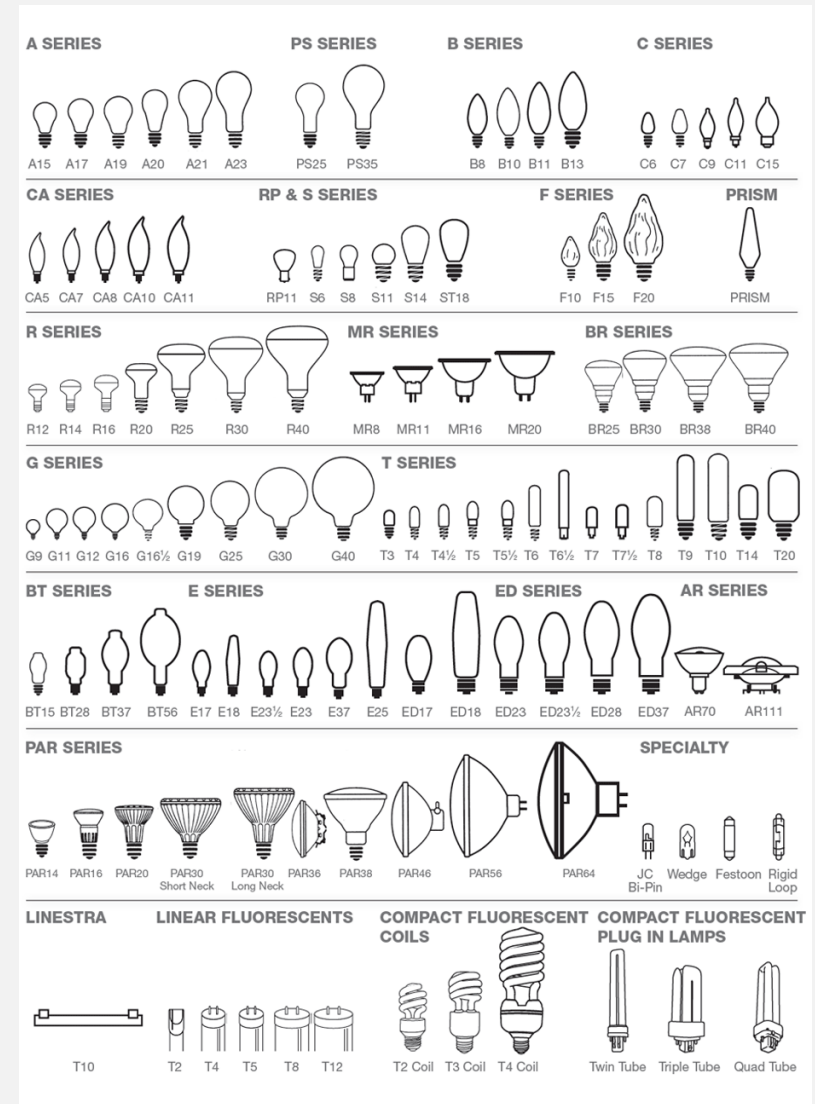 A SERIES
PS SERIES
B SERIES
C SERIES
A15 A17 A19 A20 A21 A23
PS25 PS35
B8 B10 B11 B13
C6 C7 C9 C11 C15
CA SERIES
RP & S SERIES
F SERIES
PRISM
CA5 CA7 CA8 CA10 CA11
RP11 S6 S8 S11 S14 ST18
F10 F15 F20
PRISM
R SERIES
MR SERIES
BR SERIES
R12 R14 R16 R20 R25 R30 R40
MR8 MR11 MR16 MR20
BR25 BR30 BR38 BR40
G SERIES
T SERIES
G9 G11 G12 G16 G16½ G19 G25 G30 G40
T3 T4 T4½ T5 T5½ T6 T6½ T7 T7½ T8 T9 T10 T14 T20
BT SERIES
E SERIES
ED SERIES
AR SERIES
BT15 BT28 BT37 BT56
E17 E18 E23½ E23 E37 E25
ED17 ED18 ED23 ED23½ ED28 ED37
AR70 AR111
PAR SERIES
SPECIALTY
PAR14 PAR16 PAR20
PAR30
Short Neck
PAR30
Long Neck
PAR36 PAR38 PAR46 PAR56 PAR64
JC
Bi-Pin
Wedge
Festoon
Rigid
Loop
LINESTRA
LINEAR FLUORESCENTS
COMPACT FLUORESCENT
COILS
COMPACT FLUORESCENT
PLUG IN LAMPS
T10
T2 T4 T5 T8 T12
T2 Coil T3 Coil T4 Coil
Twin Tube Triple Tube Quad Tube